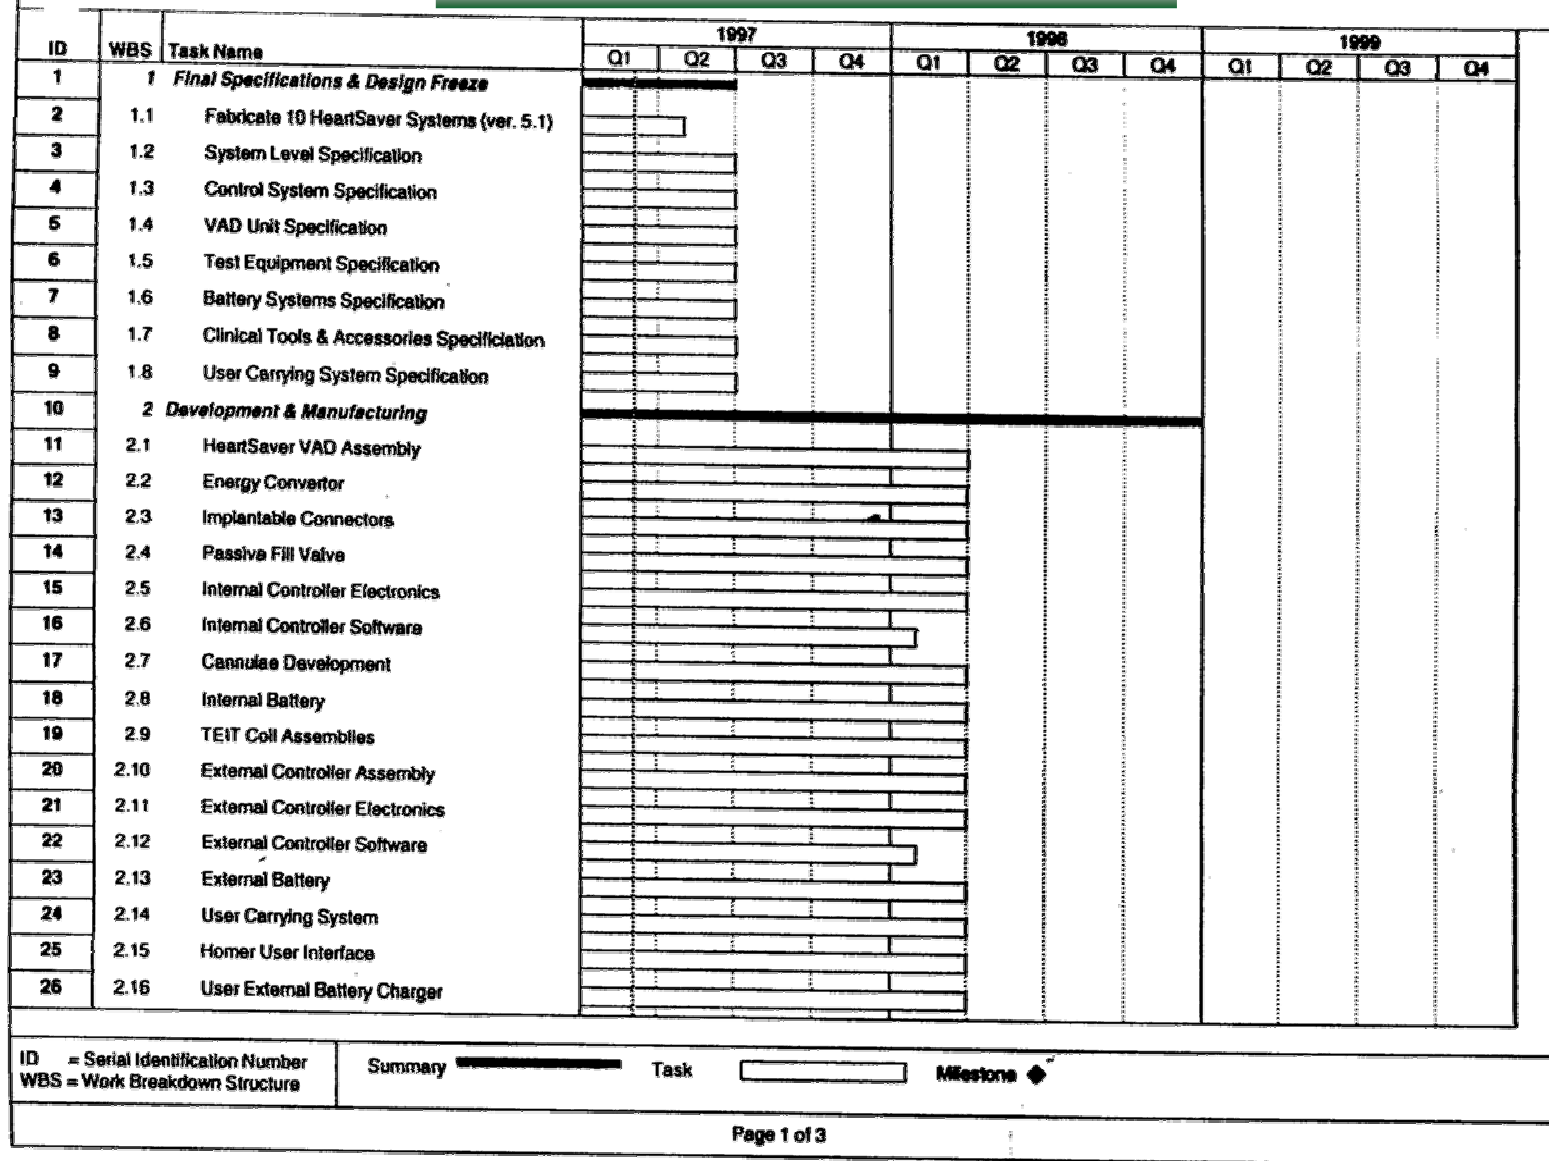 1997 1998 1999
ID WBS Task Name Q1 Q2 Q3 Q4 Q1 Q2 Q3 Q4 Q1 Q2 Q3 Q4
1 1 Final Specifications & Design Freeze
2 1.1 Fabricate 10 HeartSaver Systems (ver. 5.1)
3 1.2 System Level Specification
4 1.3 Control System Specification
5 1.4 VAD Unit Specification
6 1.5 Test Equipment Specification
7 1.6 Battery Systems Specification
8 1.7 Clinical Tools & Accessories Specificiation
9 1.8 User Carrying System Specification
10 2 Development & Manufacturing
11 2.1 HeartSaver VAD Assembly
12 2.2 Energy Convertor
13 2.3 Implantable Connectors
14 2.4 Passive Fill Valve
15 2.5 Internal Controller Electronics
16 2.6 Internal Controller Software
17 2.7 Cannulae Development
18 2.8 Internal Battery
19 2.9 TEIT Coil Assemblies
20 2.10 External Controller Assembly
21 2.11 External Controller Electronics
22 2.12 External Controller Software
23 2.13 External Battery
24 2.14 User Carrying System
25 2.15 Homer User Interface
26 2.16 User External Battery Charger
ID = Serial Identification Number
WBS = Work Breakdown Structure
Summary Task Milestone
Page 1 of 3